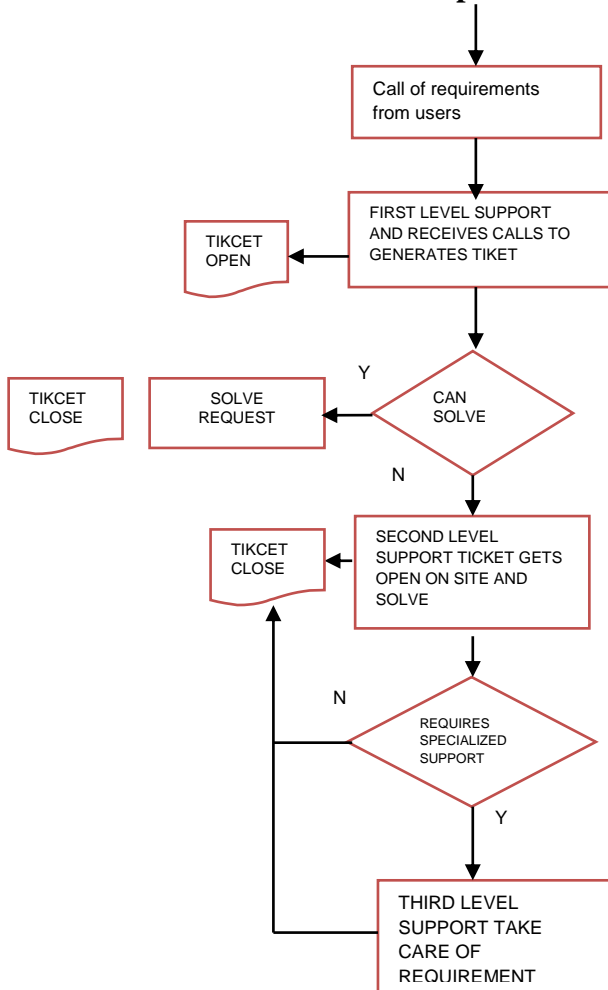 Call of requirements
from users
FIRST LEVEL SUPPORT
AND RECEIVES CALLS TO
GENERATES TIKET
TIKCET
OPEN
Y
CAN
SOLVE
SOLVE
REQUEST
TIKCET
CLOSE
N
SECOND LEVEL
SUPPORT TICKET GETS
OPEN ON SITE AND
SOLVE
TIKCET
CLOSE
N
REQUIRES
SPECIALIZED
SUPPORT
Y
THIRD LEVEL
SUPPORT TAKE
CARE OF
REQUIREMENT